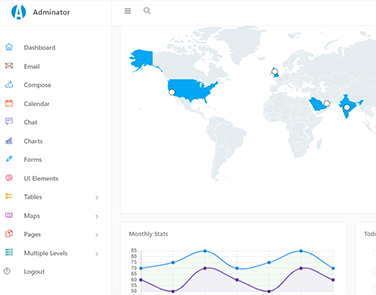 Adminator
Dashboard
Email
Compose
Calendar
Chat
Charts
Forms
UI Elements
Tables
Maps
Pages
Multiple Levels
Logout
Monthly Stats
Todo
85
80
75
70
65
60
55
50